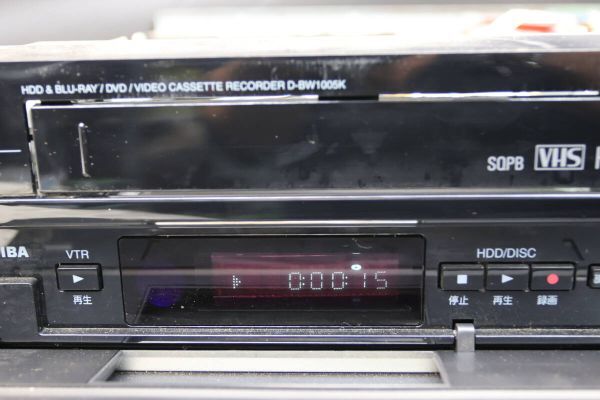 HDD & BLU-RAY / DVD / VIDEO CASSETTE RECORDER D-BW1005K
SQPB VHS
IBA
VTR
HDD/DISC
0:00:15
再生
停止 再生 録画